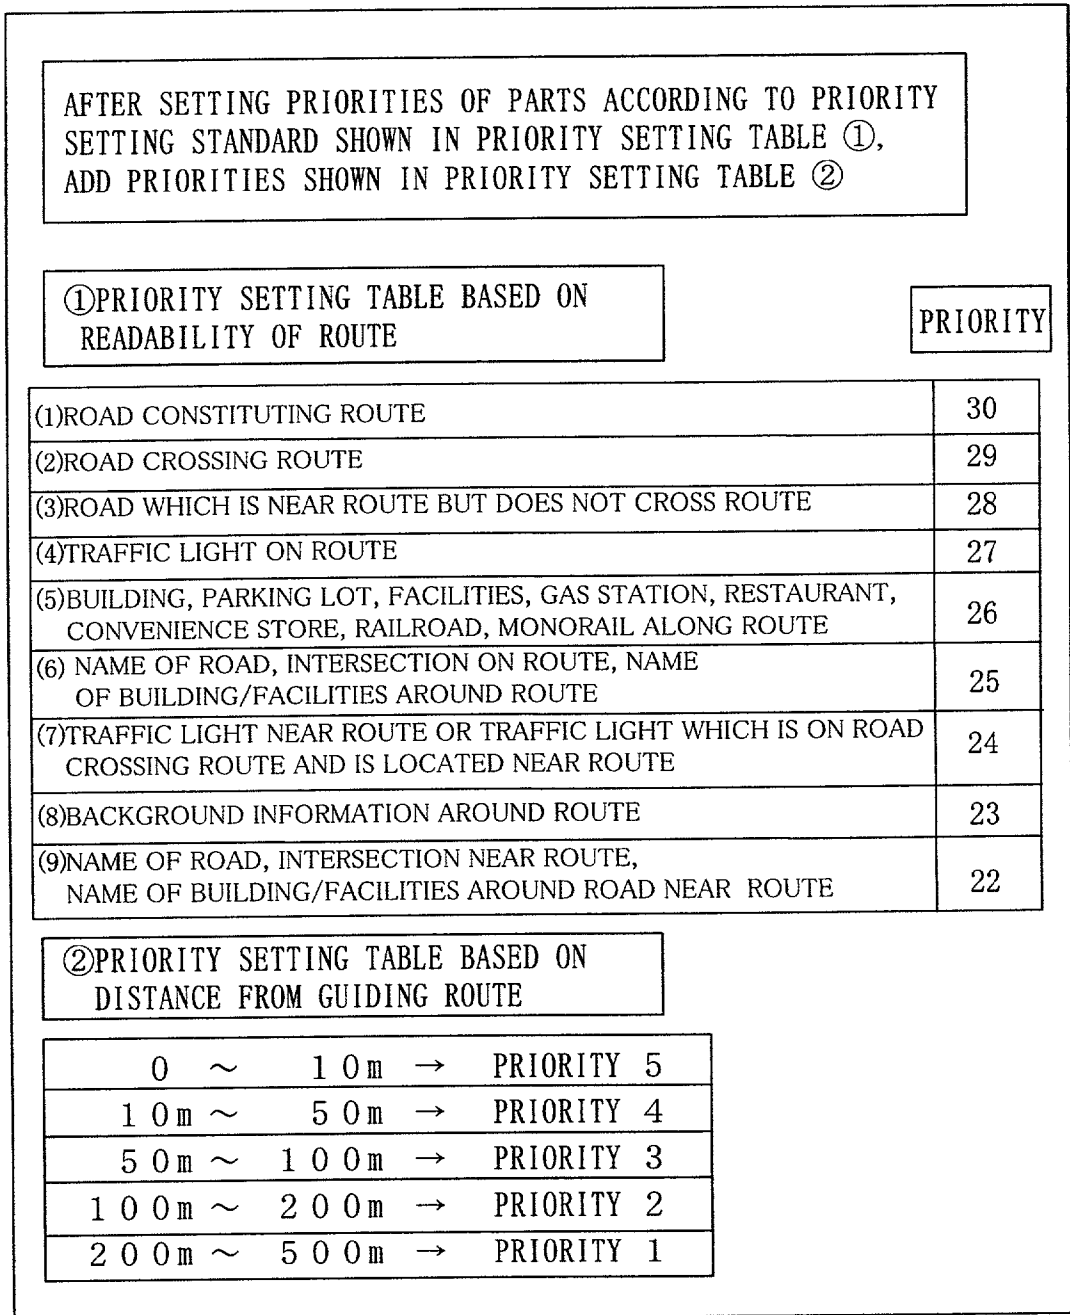 AFTER SETTING PRIORITIES OF PARTS ACCORDING TO PRIORITY
SETTING STANDARD SHOWN IN PRIORITY SETTING TABLE ①,
ADD PRIORITIES SHOWN IN PRIORITY SETTING TABLE ②
①PRIORITY SETTING TABLE BASED ON
READABILITY OF ROUTE
PRIORITY
(1)ROAD CONSTITUTING ROUTE 30
(2)ROAD CROSSING ROUTE 29
(3)ROAD WHICH IS NEAR ROUTE BUT DOES NOT CROSS ROUTE 28
(4)TRAFFIC LIGHT ON ROUTE 27
(5)BUILDING, PARKING LOT, FACILITIES, GAS STATION, RESTAURANT,
CONVENIENCE STORE, RAILROAD, MONORAIL ALONG ROUTE 26
(6) NAME OF ROAD, INTERSECTION ON ROUTE, NAME
OF BUILDING/FACILITIES AROUND ROUTE 25
(7)TRAFFIC LIGHT NEAR ROUTE OR TRAFFIC LIGHT WHICH IS ON ROAD
CROSSING ROUTE AND IS LOCATED NEAR ROUTE 24
(8)BACKGROUND INFORMATION AROUND ROUTE 23
(9)NAME OF ROAD, INTERSECTION NEAR ROUTE,
NAME OF BUILDING/FACILITIES AROUND ROAD NEAR ROUTE 22
②PRIORITY SETTING TABLE BASED ON
DISTANCE FROM GUIDING ROUTE
0 ~ 10m → PRIORITY 5
10m ~ 50m → PRIORITY 4
50m ~ 100m → PRIORITY 3
100m ~ 200m → PRIORITY 2
200m ~ 500m → PRIORITY 1